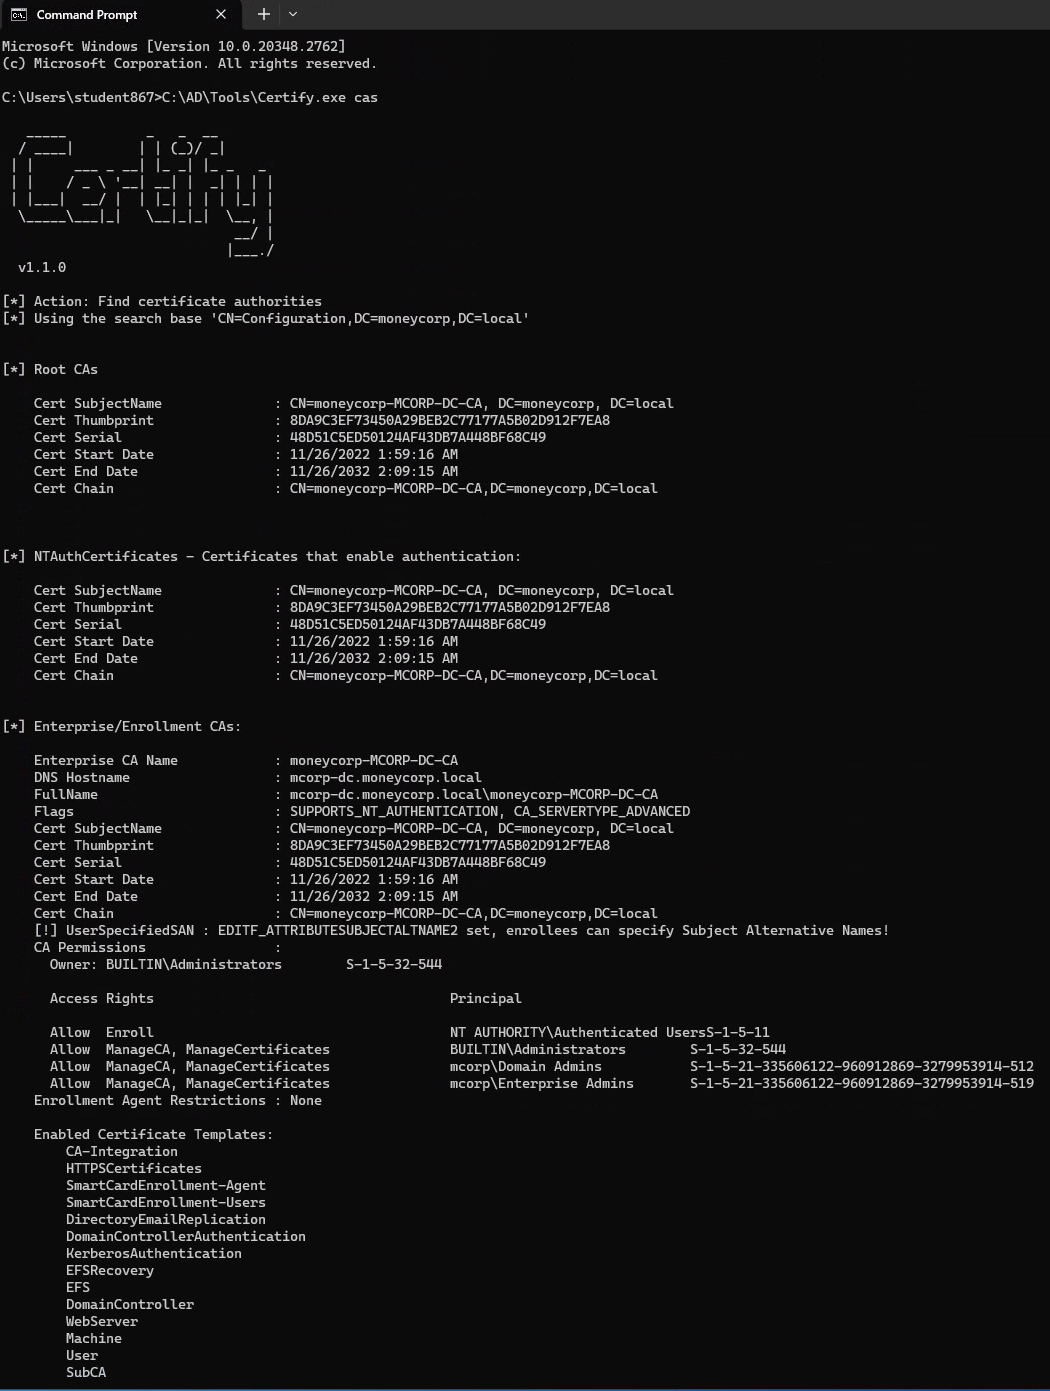 Command Prompt
Microsoft Windows [Version 10.0.20348.2762]
(c) Microsoft Corporation. All rights reserved.
C:\Users\student867>C:\AD\Tools\Certify.exe cas
   _____          _   _  __
  / ____|        | | (_)/ _|
 | |     ___ _ __| |_ _| |_ _   _
 | |    / _ \ '__| __| |  _| | | |
 | |___|  __/ |  | |_| | | | |_| |
  \_____\___|_|   \__|_|_|  \__, |
                             __/ |
                            |___./
  v1.1.0
[*] Action: Find certificate authorities
[*] Using the search base 'CN=Configuration,DC=moneycorp,DC=local'
[*] Root CAs
    Cert SubjectName              : CN=moneycorp-MCORP-DC-CA, DC=moneycorp, DC=local
    Cert Thumbprint               : 8DA9C3EF73450A29BEB2C77177A5B02D912F7EA8
    Cert Serial                   : 48D51C5ED50124AF43DB7A448BF68C49
    Cert Start Date               : 11/26/2022 1:59:16 AM
    Cert End Date                 : 11/26/2032 2:09:15 AM
    Cert Chain                    : CN=moneycorp-MCORP-DC-CA,DC=moneycorp,DC=local
[*] NTAuthCertificates - Certificates that enable authentication:
    Cert SubjectName              : CN=moneycorp-MCORP-DC-CA, DC=moneycorp, DC=local
    Cert Thumbprint               : 8DA9C3EF73450A29BEB2C77177A5B02D912F7EA8
    Cert Serial                   : 48D51C5ED50124AF43DB7A448BF68C49
    Cert Start Date               : 11/26/2022 1:59:16 AM
    Cert End Date                 : 11/26/2032 2:09:15 AM
    Cert Chain                    : CN=moneycorp-MCORP-DC-CA,DC=moneycorp,DC=local
[*] Enterprise/Enrollment CAs:
    Enterprise CA Name            : moneycorp-MCORP-DC-CA
    DNS Hostname                  : mcorp-dc.moneycorp.local
    FullName                      : mcorp-dc.moneycorp.local\moneycorp-MCORP-DC-CA
    Flags                         : SUPPORTS_NT_AUTHENTICATION, CA_SERVERTYPE_ADVANCED
    Cert SubjectName              : CN=moneycorp-MCORP-DC-CA, DC=moneycorp, DC=local
    Cert Thumbprint               : 8DA9C3EF73450A29BEB2C77177A5B02D912F7EA8
    Cert Serial                   : 48D51C5ED50124AF43DB7A448BF68C49
    Cert Start Date               : 11/26/2022 1:59:16 AM
    Cert End Date                 : 11/26/2032 2:09:15 AM
    Cert Chain                    : CN=moneycorp-MCORP-DC-CA,DC=moneycorp,DC=local
    [!] UserSpecifiedSAN : EDITF_ATTRIBUTESUBJECTALTNAME2 set, enrollees can specify Subject Alternative Names!
    CA Permissions                :
      Owner: BUILTIN\Administrators        S-1-5-32-544
      Access Rights                                     Principal
      Allow  Enroll                                     NT AUTHORITY\Authenticated UsersS-1-5-11
      Allow  ManageCA, ManageCertificates               BUILTIN\Administrators        S-1-5-32-544
      Allow  ManageCA, ManageCertificates               mcorp\Domain Admins           S-1-5-21-335606122-960912869-3279953914-512
      Allow  ManageCA, ManageCertificates               mcorp\Enterprise Admins       S-1-5-21-335606122-960912869-3279953914-519
    Enrollment Agent Restrictions : None
    Enabled Certificate Templates:
        CA-Integration
        HTTPSCertificates
        SmartCardEnrollment-Agent
        SmartCardEnrollment-Users
        DirectoryEmailReplication
        DomainControllerAuthentication
        KerberosAuthentication
        EFSRecovery
        EFS
        DomainController
        WebServer
        Machine
        User
        SubCA